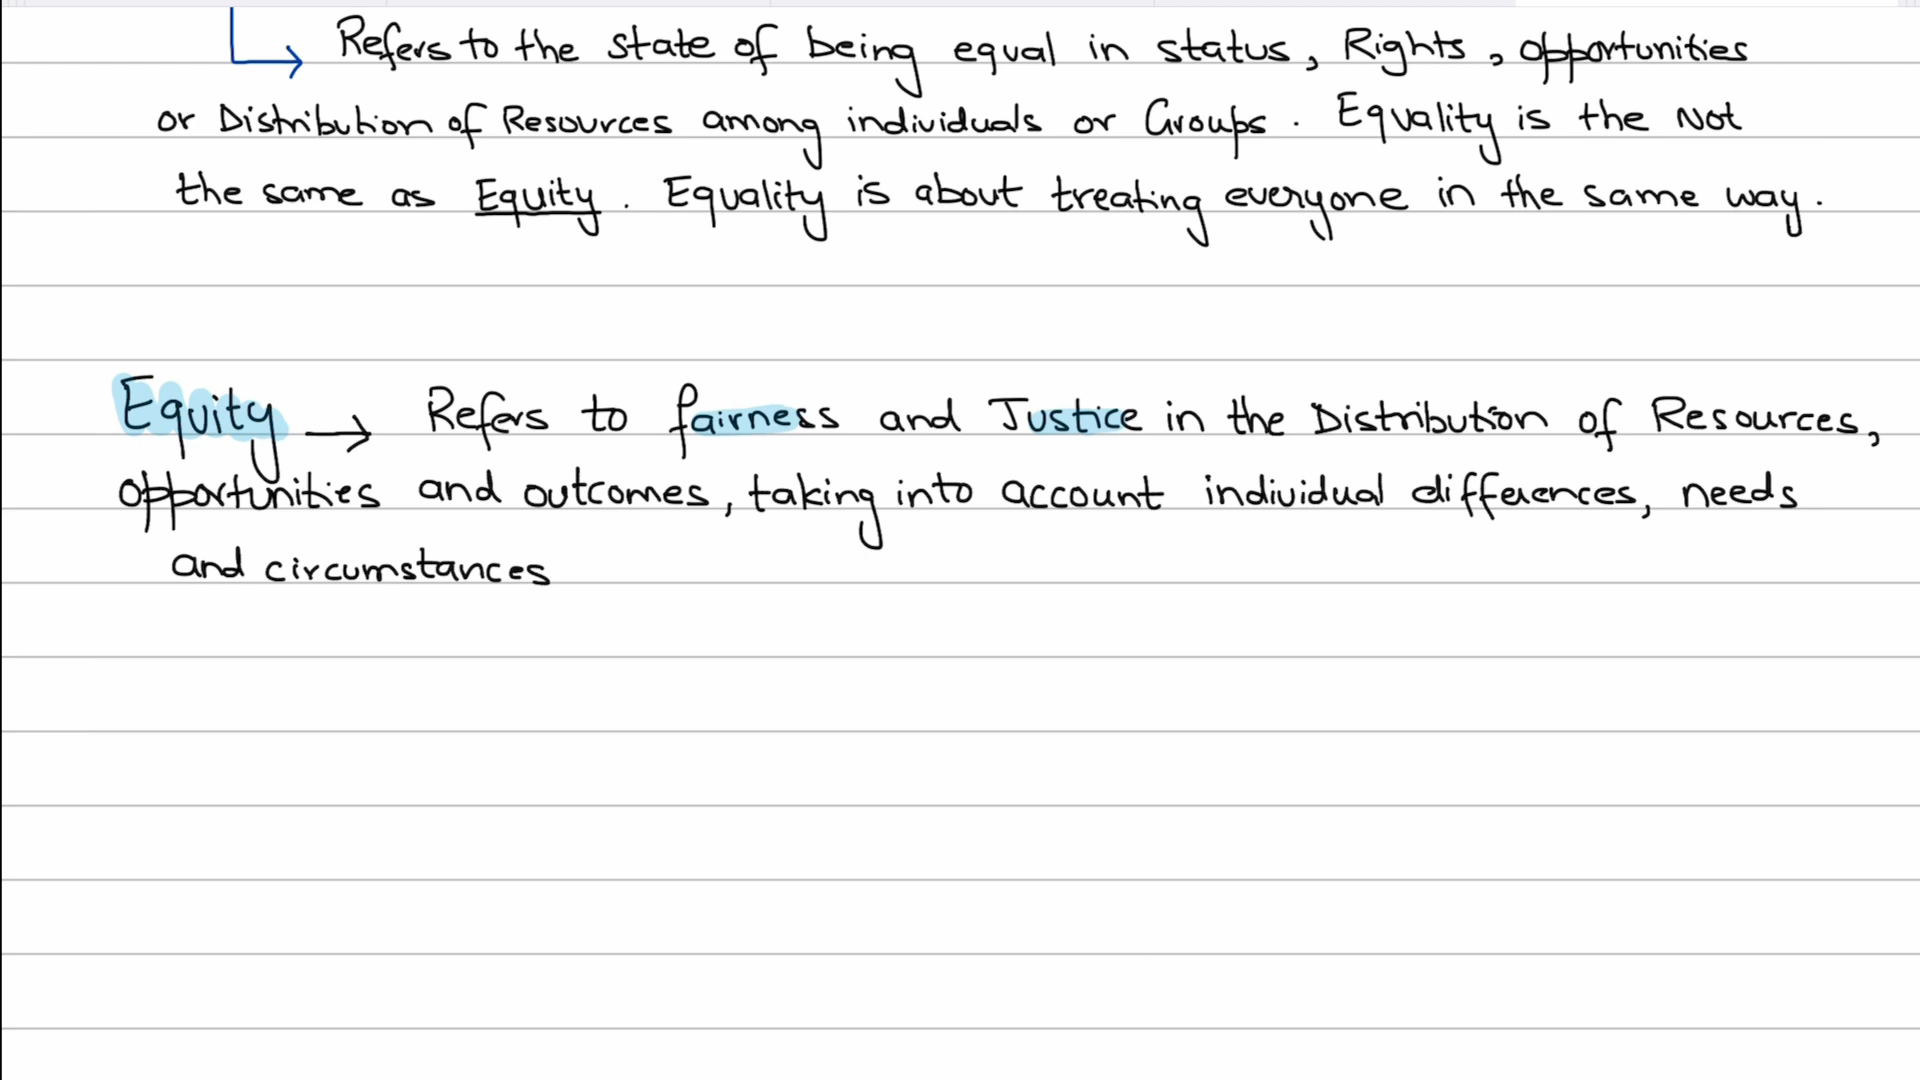 Refers to the state of being equal in status, Rights, opportunities
or Distribution of Resources among individuals or Groups. Equality is the Not
the same as Equity. Equality is about treating everyone in the same way.
Equity → Refers to fairness and Justice in the Distribution of Resources,
opportunities and outcomes, taking into account individual differences, needs
and circumstances